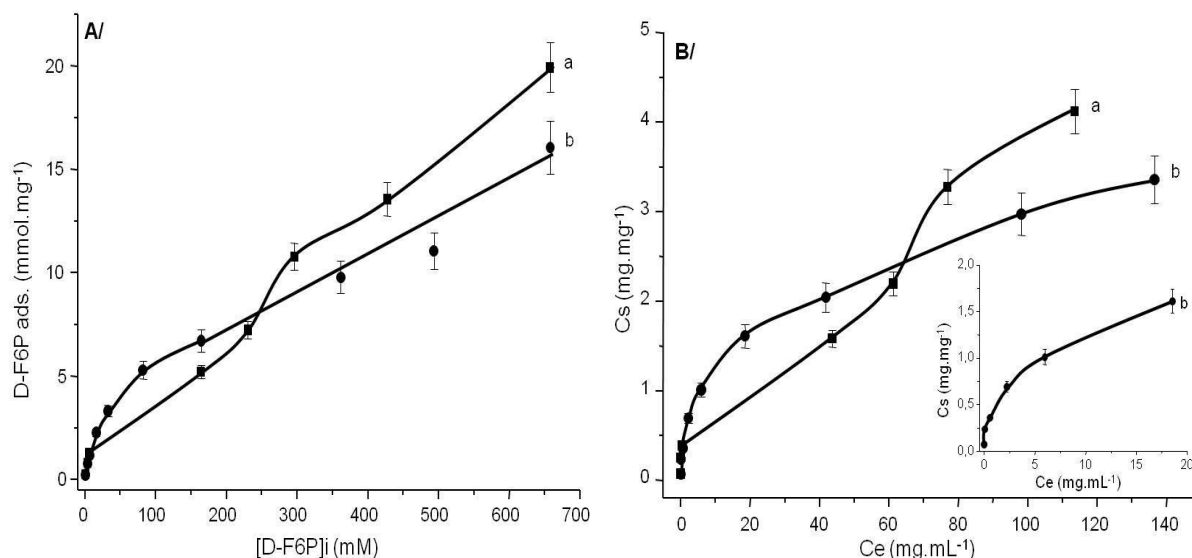 A/
a
b
20
15
10
5
0
D-F6P ads. (mmol.mg⁻¹)
0 100 200 300 400 500 600 700
[D-F6P]i (mM)
B/
a
b
5
4
3
2
1
0
Cs (mg.mg⁻¹)
0 20 40 60 80 100 120 140
Ce (mg.mL⁻¹)
2,0
1,5
1,0
0,5
0,0
Cs (mg.mg⁻¹)
b
0 5 10 15 20
Ce (mg.mL⁻¹)